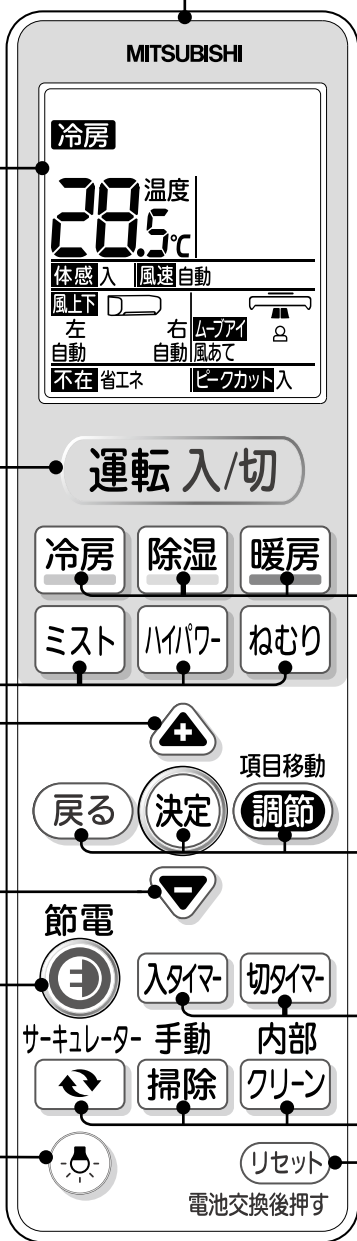 MITSUBISHI
冷房
28.5℃ 温度
体感 入 風速 自動
風上下
左 右 ムーブアイ
自動 自動 風あて
不在 省エネ ピークカット 入
運転 入/切
冷房 除湿 暖房
ミスト ハイパワー ねむり
+
項目移動
戻る 決定 調節
-
節電
入タイマー 切タイマー
サーキュレーター 手動 内部
掃除 クリーン
リセット
電池交換後押す